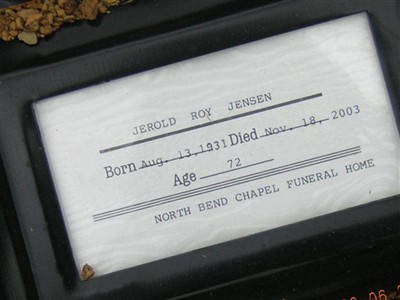 JEROLD ROY JENSEN
Born Aug. 13,1931 Died Nov. 18, 2003
Age 72
NORTH BEND CHAPEL FUNERAL HOME